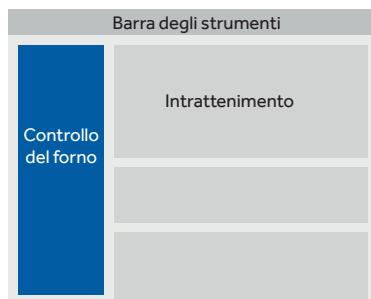 Barra degli strumenti
Intrattenimento
Controllo
del forno